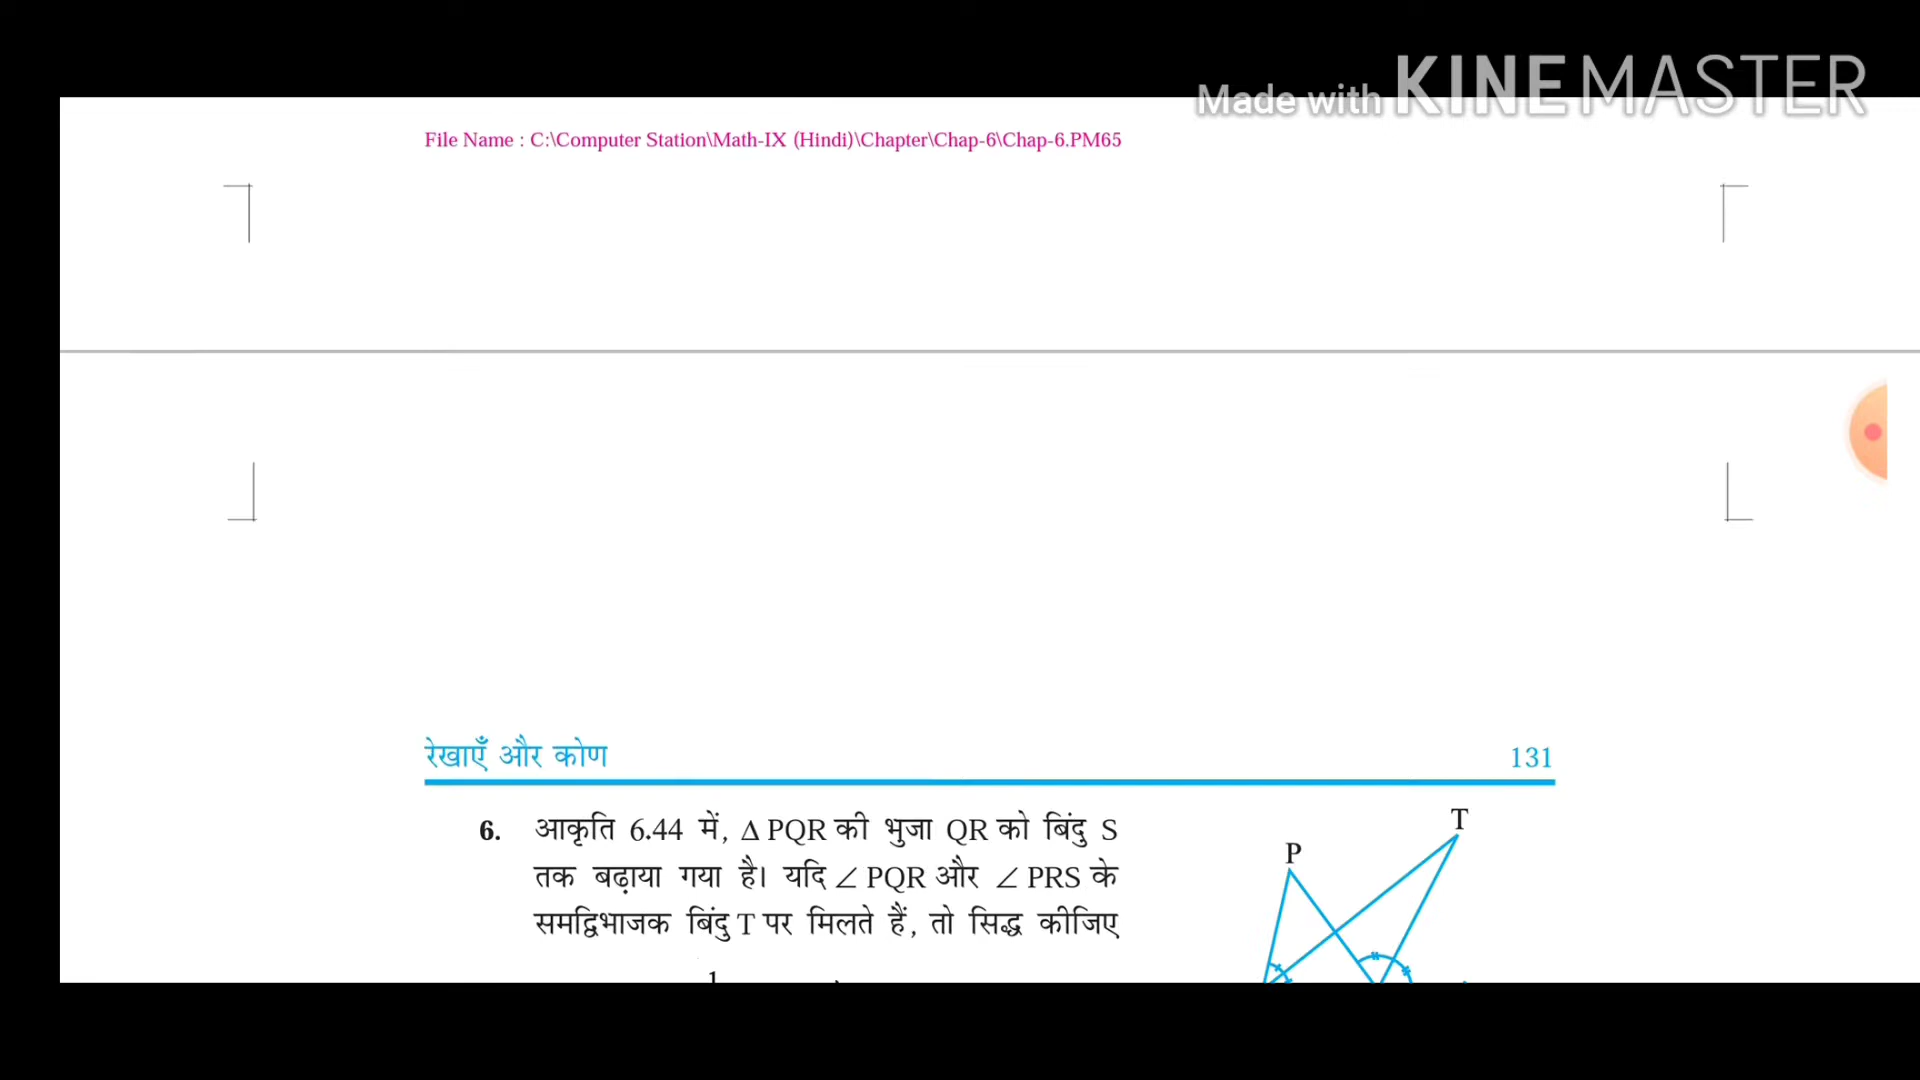 Made with KINEMASTER
File Name : C:\Computer Station\Math-IX (Hindi)\Chapter\Chap-6\Chap-6.PM65
रेखाएँ और कोण 131
6. आकृति 6.44 में, Δ PQR की भुजा QR को बिंदु S
तक बढ़ाया गया है। यदि ∠ PQR और ∠ PRS के
समद्विभाजक बिंदु T पर मिलते हैं, तो सिद्ध कीजिए
T
P